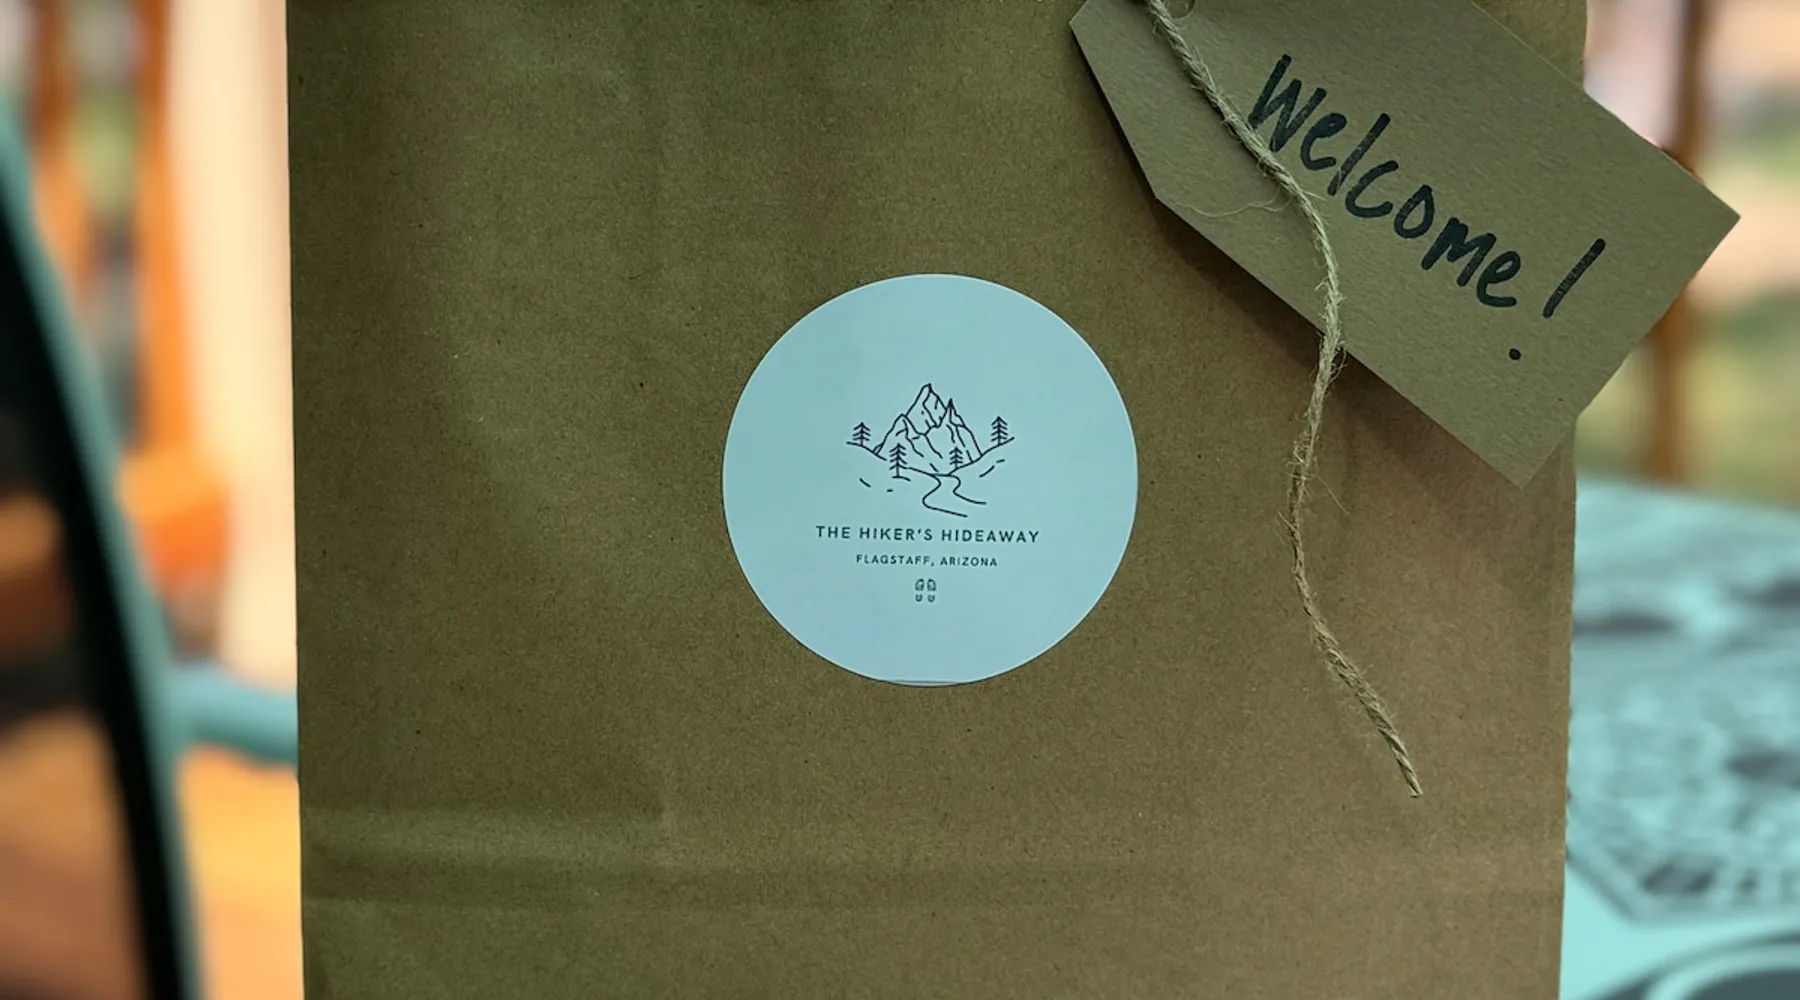 Welcome!
THE HIKER'S HIDEAWAY
FLAGSTAFF, ARIZONA